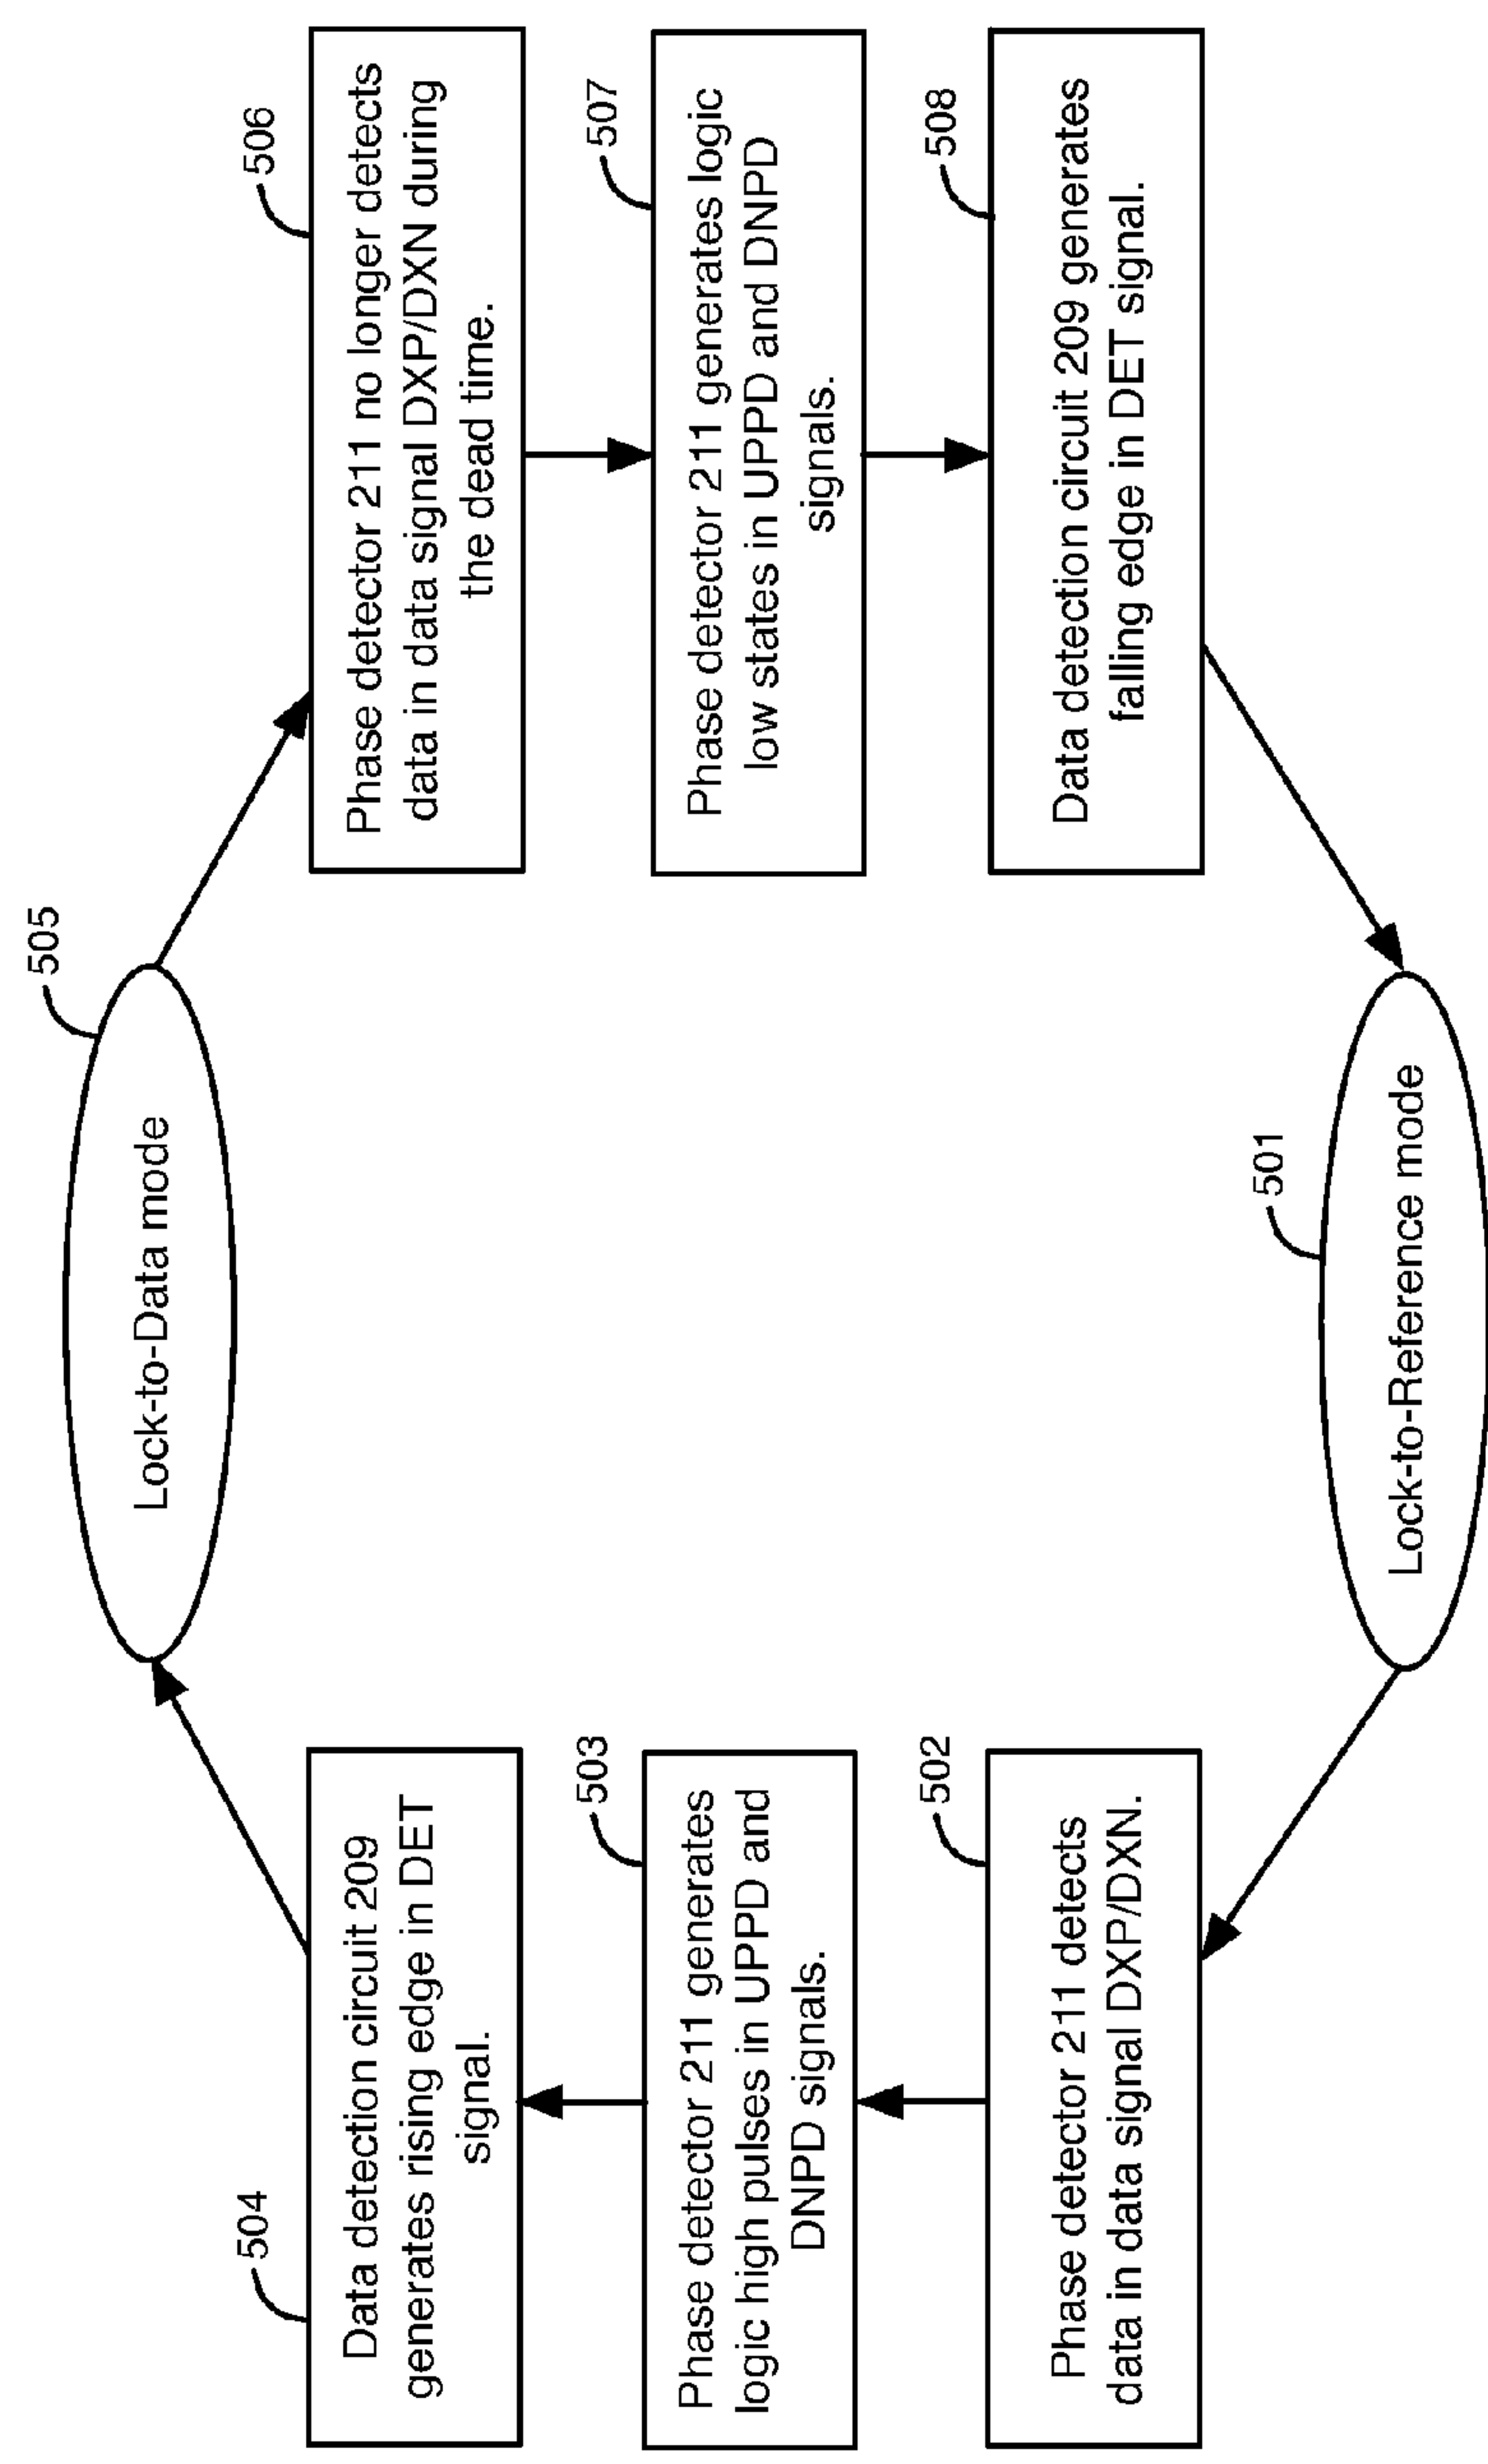 505
Lock-to-Data mode
504
Data detection circuit 209
generates rising edge in DET
signal.
506
Phase detector 211 no longer detects
data in data signal DXP/DXN during
the dead time.
503
Phase detector 211 generates
logic high pulses in UPPD and
DNPD signals.
507
Phase detector 211 generates logic
low states in UPPD and DNPD
signals.
502
Phase detector 211 detects
data in data signal DXP/DXN.
508
Data detection circuit 209 generates
falling edge in DET signal.
501
Lock-to-Reference mode